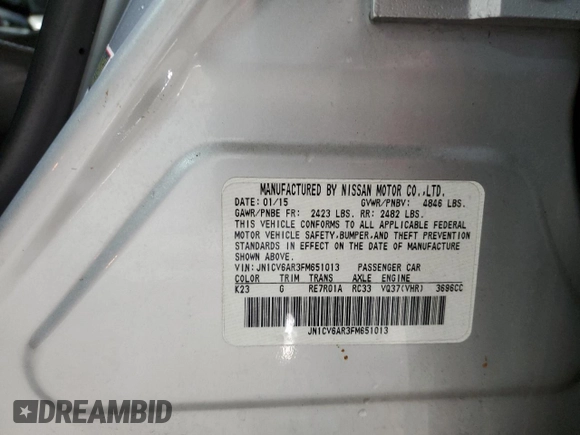 MANUFACTURED BY NISSAN MOTOR CO.,LTD.
DATE: 01/15 GVWR/PNBV: 4846 LBS.
GAWR/PNBE FR: 2423 LBS. RR: 2482 LBS.
THIS VEHICLE CONFORMS TO ALL APPLICABLE FEDERAL
MOTOR VEHICLE SAFETY,BUMPER,AND THEFT PREVENTION
STANDARDS IN EFFECT ON THE DATE OF MANUFACTURE
SHOWN ABOVE.
VIN: JN1CV6AR3FM651013 PASSENGER CAR
COLOR TRIM TRANS AXLE ENGINE
K23 G RE7R01A RC33 VQ37(VHR) 3696CC
JN1CV6AR3FM651013
DREAMBID